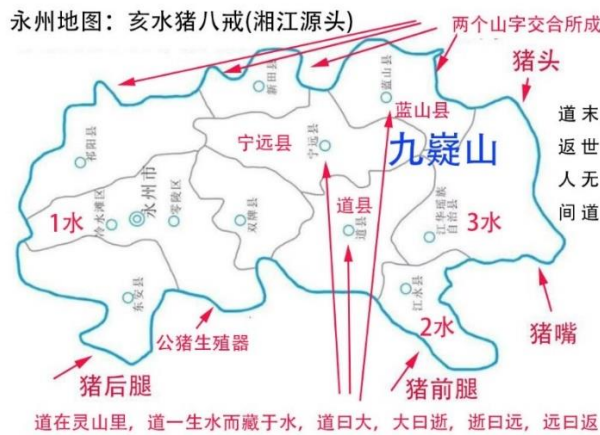 永州地图：亥水猪八戒(湘江源头)
两个山字交合所成
猪头
道末
返世
人无
间道
新田县
蓝山县
蓝山县
宁远县
宁远县
九嶷山
祁阳县
1水
冷水滩区
永州市
零陵区
双牌县
道县
道县
江华瑶族
自治县
3水
东安县
江永县
2水
猪嘴
公猪生殖器
猪后腿
猪前腿
道在灵山里，道一生水而藏于水，道曰大，大曰逝，逝曰远，远曰返